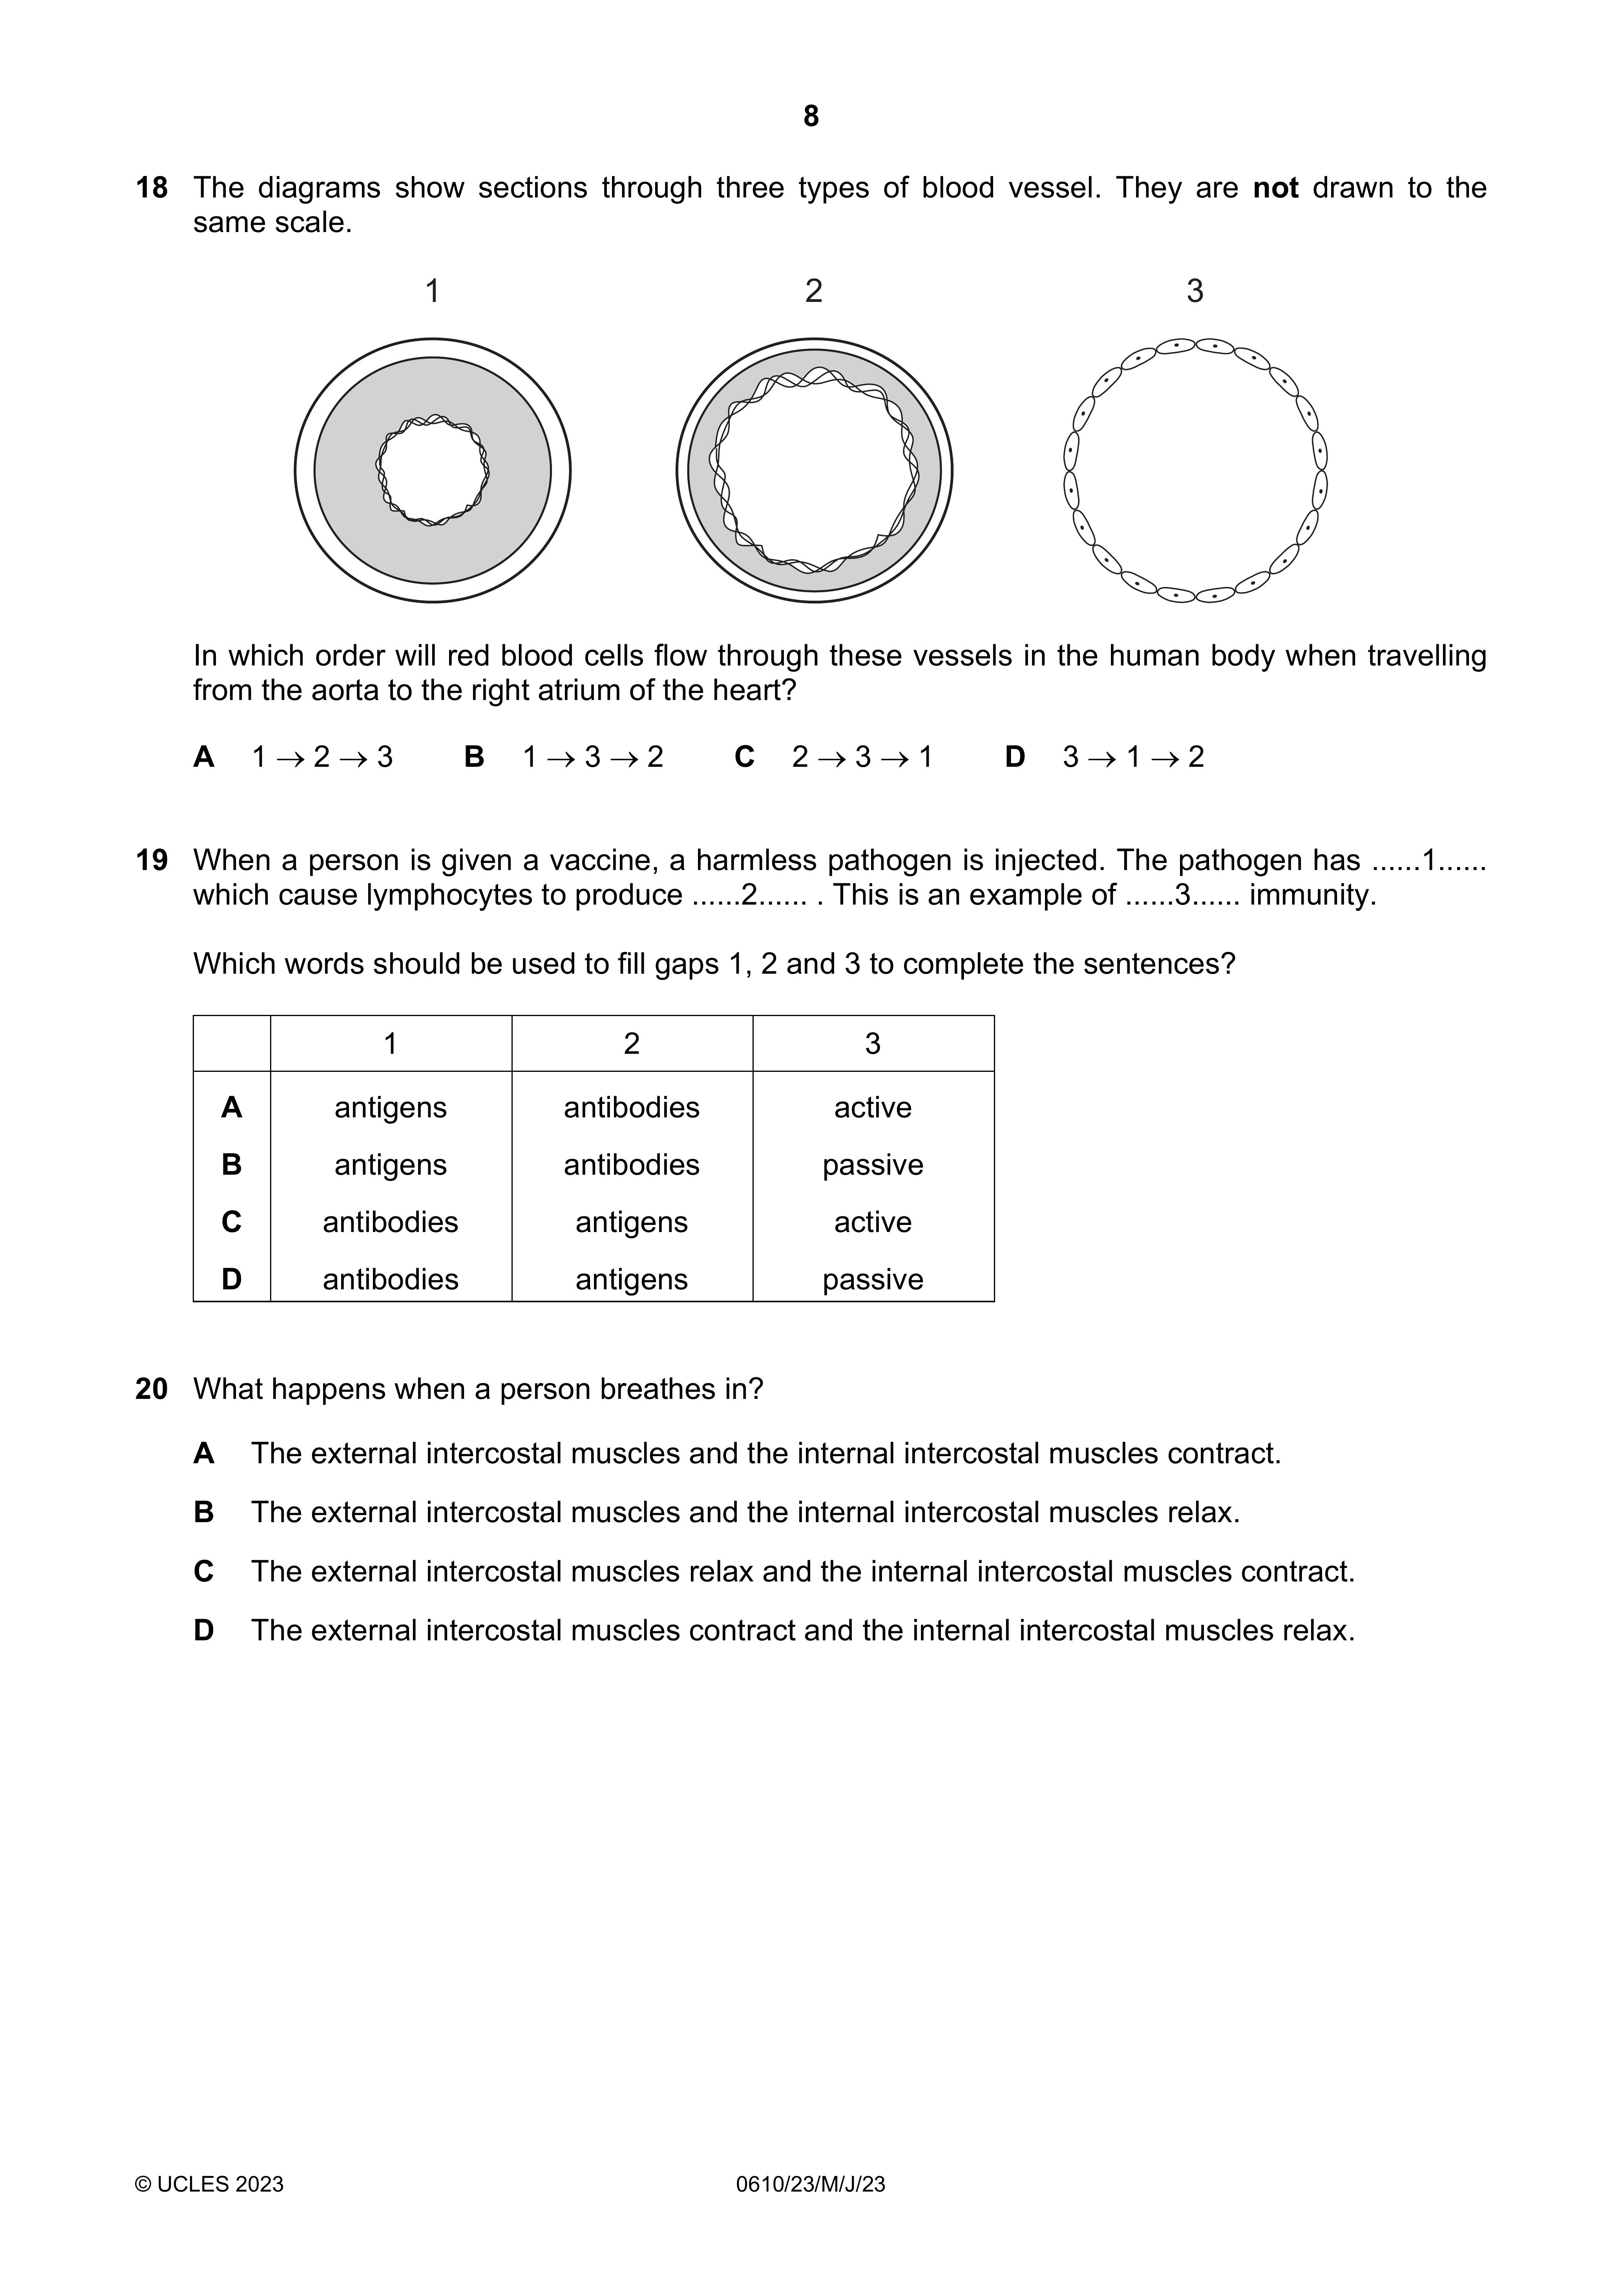 8
18 The diagrams show sections through three types of blood vessel. They are not drawn to the
same scale.
1 2 3
In which order will red blood cells flow through these vessels in the human body when travelling
from the aorta to the right atrium of the heart?
A 1 → 2 → 3 B 1 → 3 → 2 C 2 → 3 → 1 D 3 → 1 → 2
19 When a person is given a vaccine, a harmless pathogen is injected. The pathogen has ......1......
which cause lymphocytes to produce ......2...... . This is an example of ......3...... immunity.
Which words should be used to fill gaps 1, 2 and 3 to complete the sentences?
1 2 3
A antigens antibodies active
B antigens antibodies passive
C antibodies antigens active
D antibodies antigens passive
20 What happens when a person breathes in?
A The external intercostal muscles and the internal intercostal muscles contract.
B The external intercostal muscles and the internal intercostal muscles relax.
C The external intercostal muscles relax and the internal intercostal muscles contract.
D The external intercostal muscles contract and the internal intercostal muscles relax.
© UCLES 2023 0610/23/M/J/23